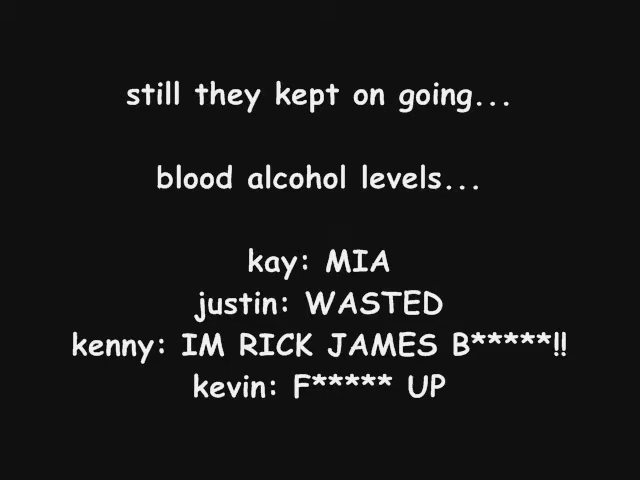 still they kept on going...
blood alcohol levels...
kay: MIA
justin: WASTED
kenny: IM RICK JAMES B*****!!
kevin: F***** UP